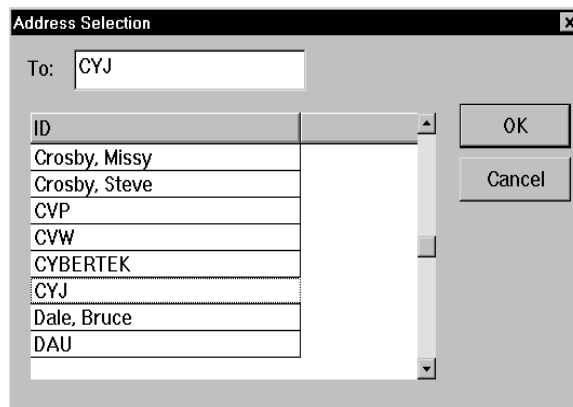 Address Selection
To: CYJ
ID
OK
Crosby, Missy
Crosby, Steve
Cancel
CVP
CVW
CYBERTEK
CYJ
Dale, Bruce
DAU